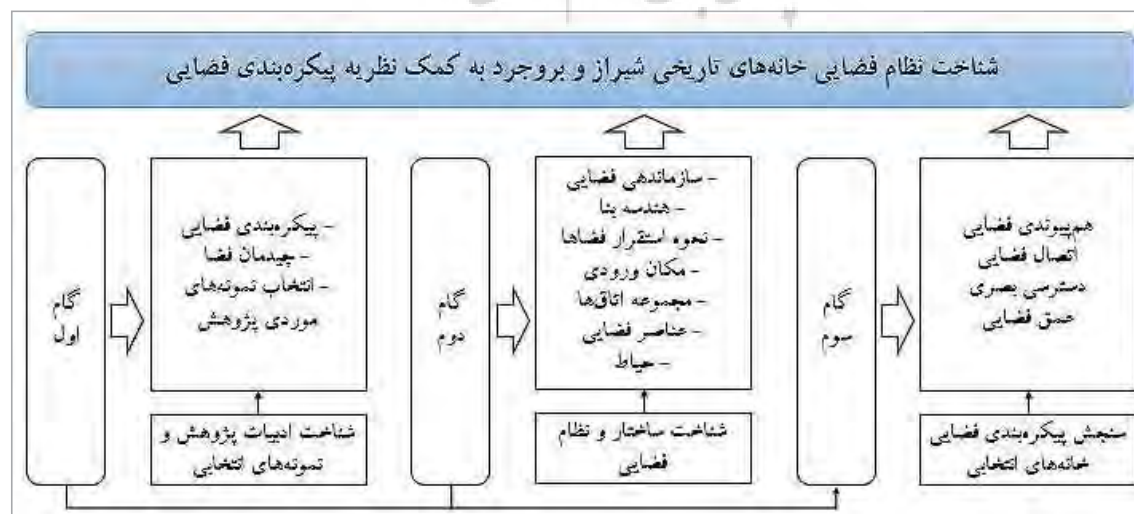 شناخت نظام فضایی خانه‌های تاریخی شیراز و بروجرد به کمک نظریه پیکره‌بندی فضایی
گام
اول
- پیکره‌بندی فضایی
- چیدمان فضا
- انتخاب نمونه‌های
موردی پژوهش
شناخت ادبیات پژوهش و
نمونه‌های انتخابی
گام
دوم
- سازماندهی فضایی
- هندسه بنا
- نحوه استقرار فضاها
- مکان ورودی
- مجموعه اتاق‌ها
- عناصر فضایی
- حیاط
شناخت ساختار و نظام
فضایی
گام
سوم
هم‌پیوندی فضایی
اتصال فضایی
دسترسی بصری
عمق فضایی
سنجش پیکره‌بندی فضایی
خانه‌های انتخابی